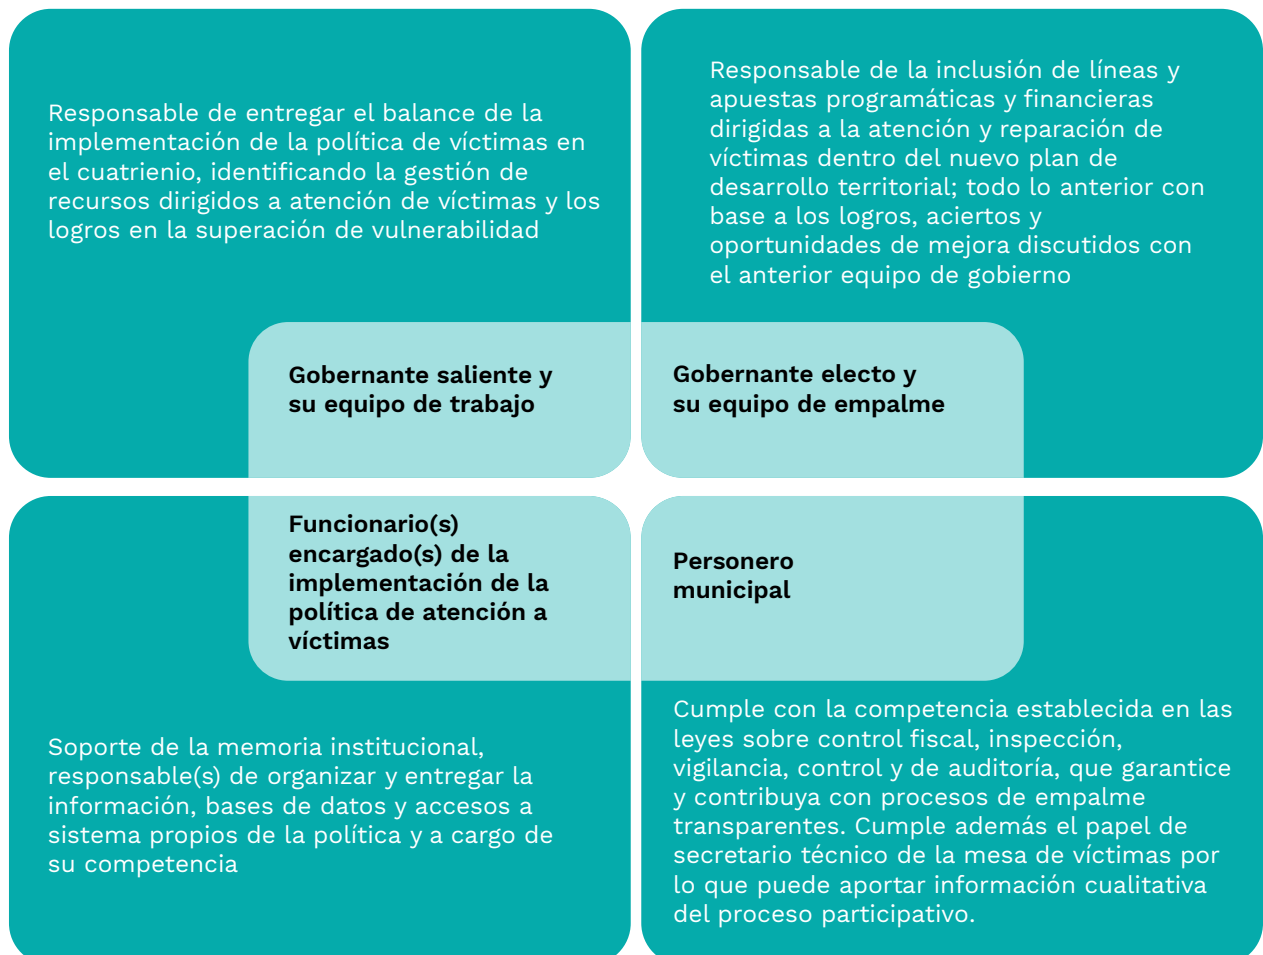 Responsable de entregar el balance de la
implementación de la política de víctimas en
el cuatrienio, identificando la gestión de
recursos dirigidos a atención de víctimas y los
logros en la superación de vulnerabilidad
Gobernante saliente y
su equipo de trabajo
Responsable de la inclusión de líneas y
apuestas programáticas y financieras
dirigidas a la atención y reparación de
víctimas dentro del nuevo plan de
desarrollo territorial; todo lo anterior con
base a los logros, aciertos y
oportunidades de mejora discutidos con
el anterior equipo de gobierno
Gobernante electo y
su equipo de empalme
Funcionario(s)
encargado(s) de la
implementación de la
política de atención a
víctimas
Soporte de la memoria institucional,
responsable(s) de organizar y entregar la
información, bases de datos y accesos a
sistema propios de la política y a cargo de
su competencia
Personero
municipal
Cumple con la competencia establecida en las
leyes sobre control fiscal, inspección,
vigilancia, control y de auditoría, que garantice
y contribuya con procesos de empalme
transparentes. Cumple además el papel de
secretario técnico de la mesa de víctimas por
lo que puede aportar información cualitativa
del proceso participativo.